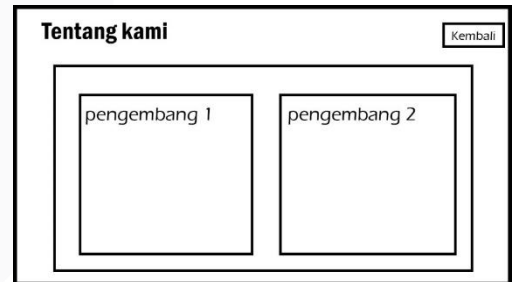 Tentang kami
Kembali
pengembang 1
pengembang 2